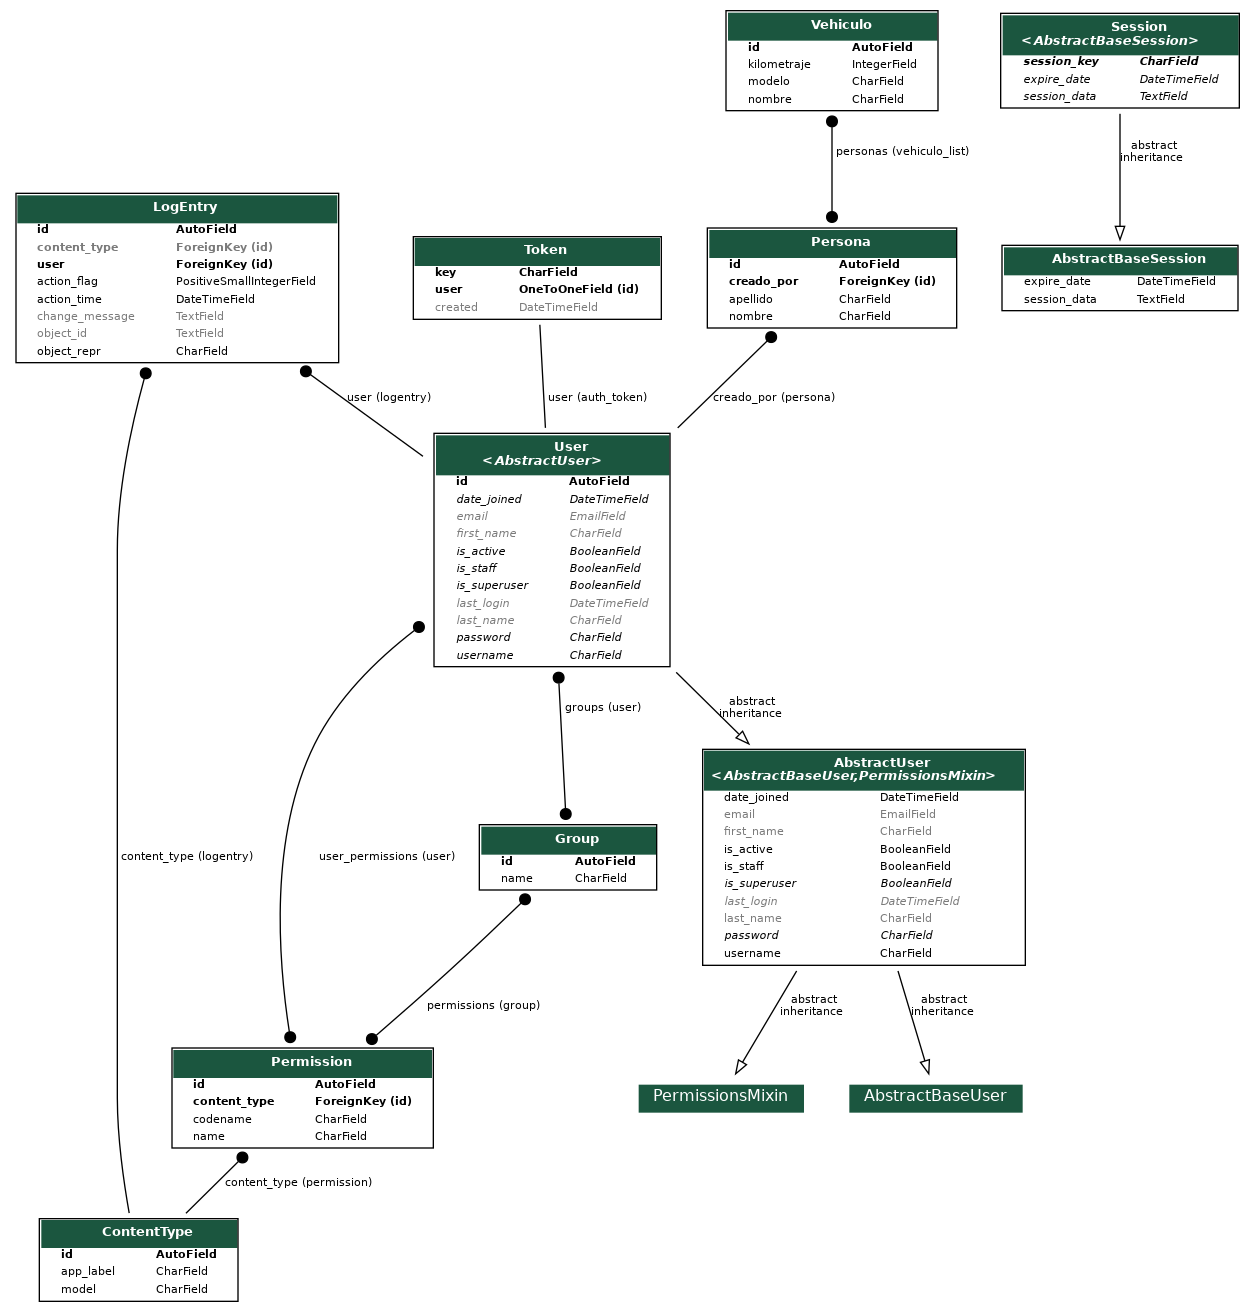 Vehiculo
id AutoField
kilometraje IntegerField
modelo CharField
nombre CharField
Session
<AbstractBaseSession>
session_key CharField
expire_date DateTimeField
session_data TextField
personas (vehiculo_list)
abstract
inheritance
LogEntry
id AutoField
content_type ForeignKey (id)
user ForeignKey (id)
action_flag PositiveSmallIntegerField
action_time DateTimeField
change_message TextField
object_id TextField
object_repr CharField
Token
key CharField
user OneToOneField (id)
created DateTimeField
Persona
id AutoField
creado_por ForeignKey (id)
apellido CharField
nombre CharField
AbstractBaseSession
expire_date DateTimeField
session_data TextField
user (logentry)
user (auth_token)
creado_por (persona)
User
<AbstractUser>
id AutoField
date_joined DateTimeField
email EmailField
first_name CharField
is_active BooleanField
is_staff BooleanField
is_superuser BooleanField
last_login DateTimeField
last_name CharField
password CharField
username CharField
groups (user)
abstract
inheritance
AbstractUser
<AbstractBaseUser,PermissionsMixin>
date_joined DateTimeField
email EmailField
first_name CharField
is_active BooleanField
is_staff BooleanField
is_superuser BooleanField
last_login DateTimeField
last_name CharField
password CharField
username CharField
content_type (logentry)
user_permissions (user)
Group
id AutoField
name CharField
permissions (group)
abstract
inheritance
abstract
inheritance
Permission
id AutoField
content_type ForeignKey (id)
codename CharField
name CharField
PermissionsMixin
AbstractBaseUser
content_type (permission)
ContentType
id AutoField
app_label CharField
model CharField